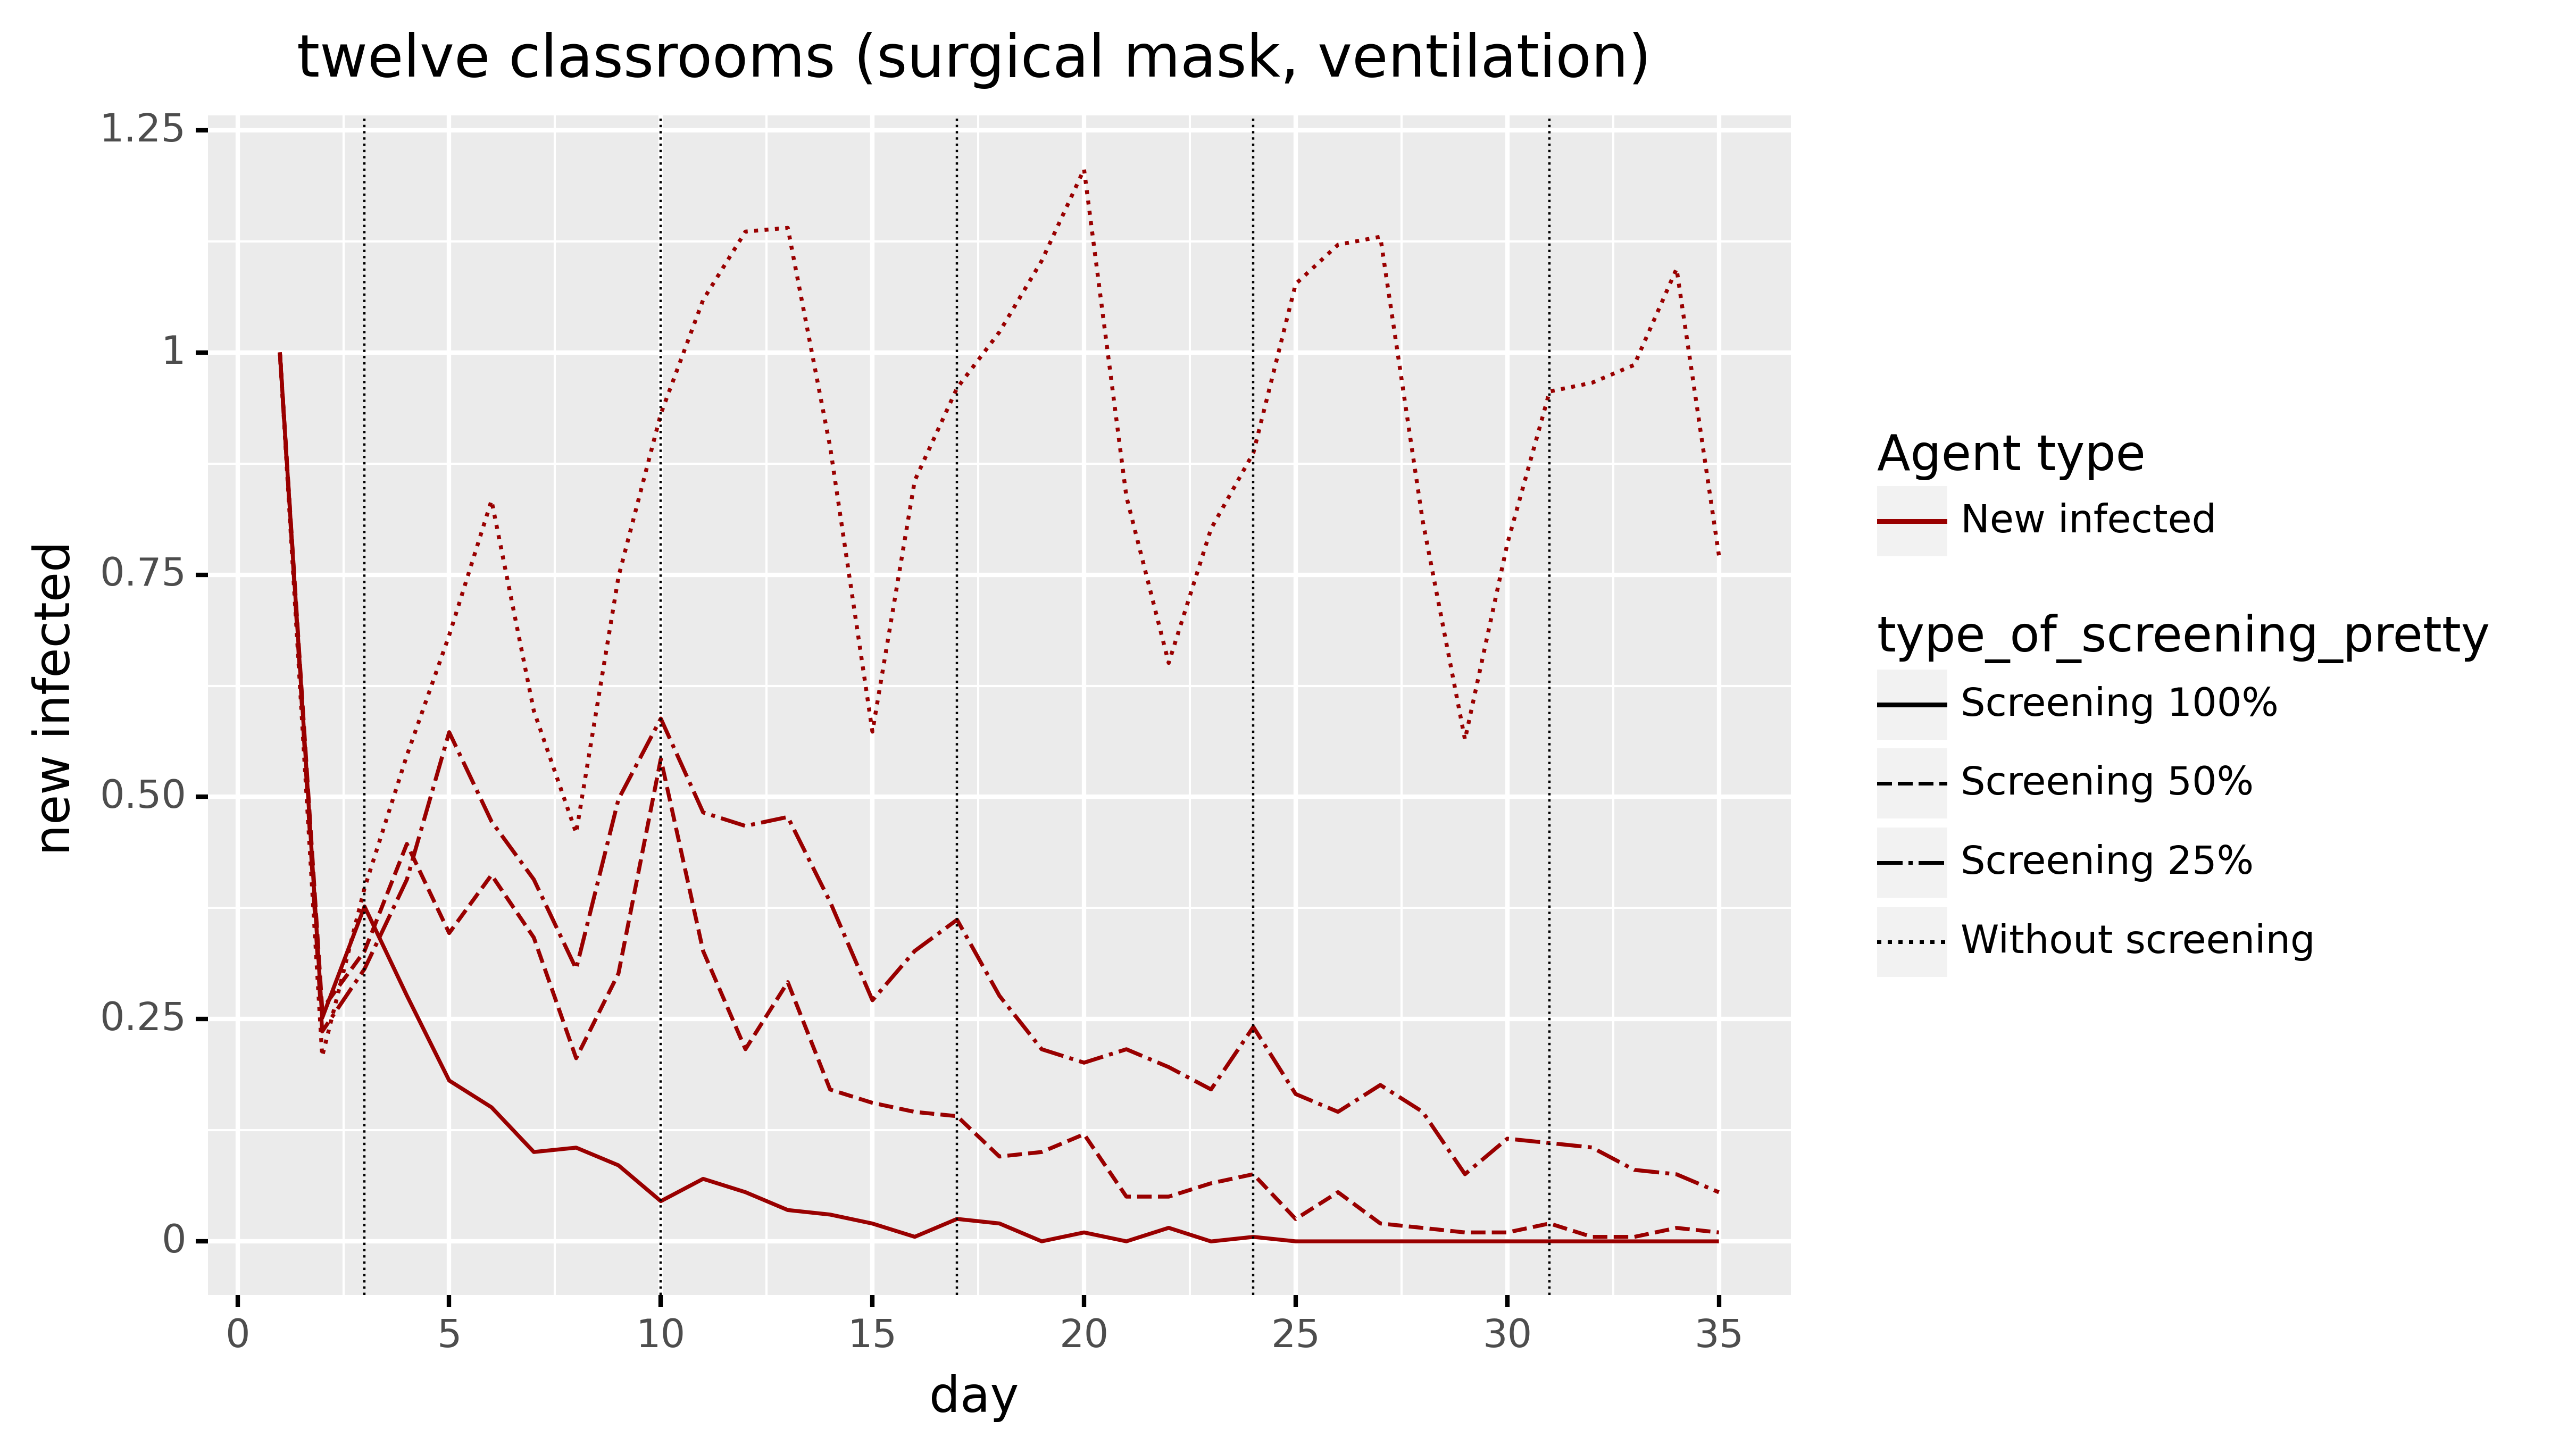 twelve classrooms (surgical mask, ventilation)
1.25
1
0.75
0.50
0.25
0
new infected
0 5 10 15 20 25 30 35
day
Agent type
New infected
type_of_screening_pretty
Screening 100%
Screening 50%
Screening 25%
Without screening